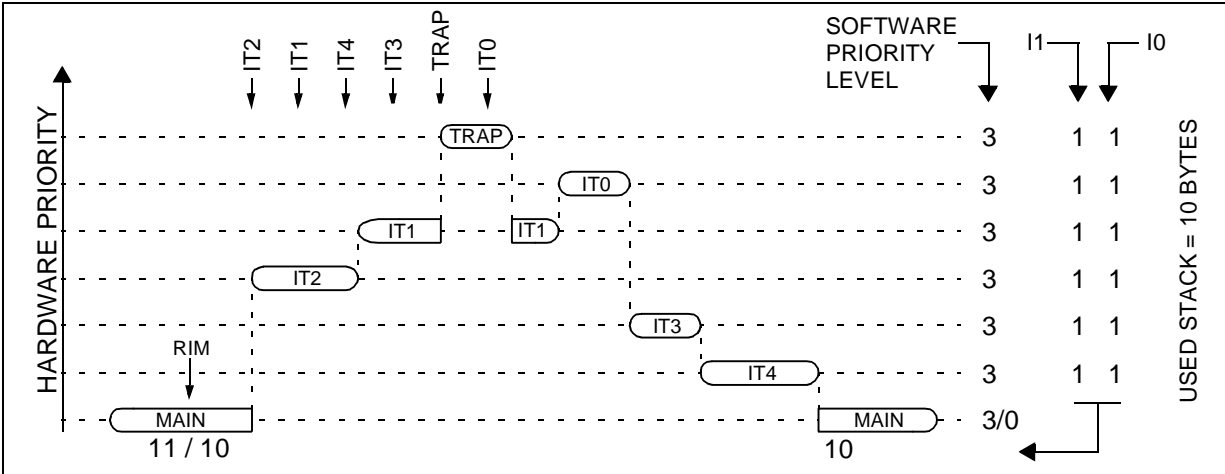 IT2
IT1
IT4
IT3
TRAP
IT0
SOFTWARE
PRIORITY
LEVEL
I1
I0
HARDWARE PRIORITY
TRAP
3
1 1
IT0
3
1 1
IT1
IT1
3
1 1
IT2
3
1 1
IT3
3
1 1
RIM
IT4
3
1 1
MAIN
MAIN
3/0
11 / 10
10
USED STACK = 10 BYTES